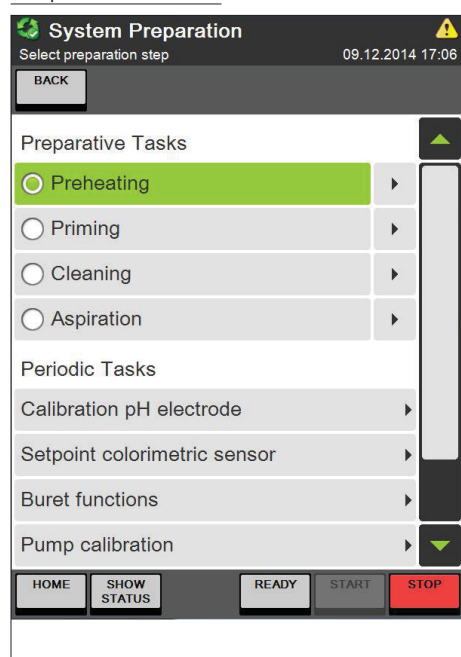 System Preparation
Select preparation step 09.12.2014 17:06
BACK
Preparative Tasks
Preheating
Priming
Cleaning
Aspiration
Periodic Tasks
Calibration pH electrode
Setpoint colorimetric sensor
Buret functions
Pump calibration
HOME SHOW STATUS READY START STOP